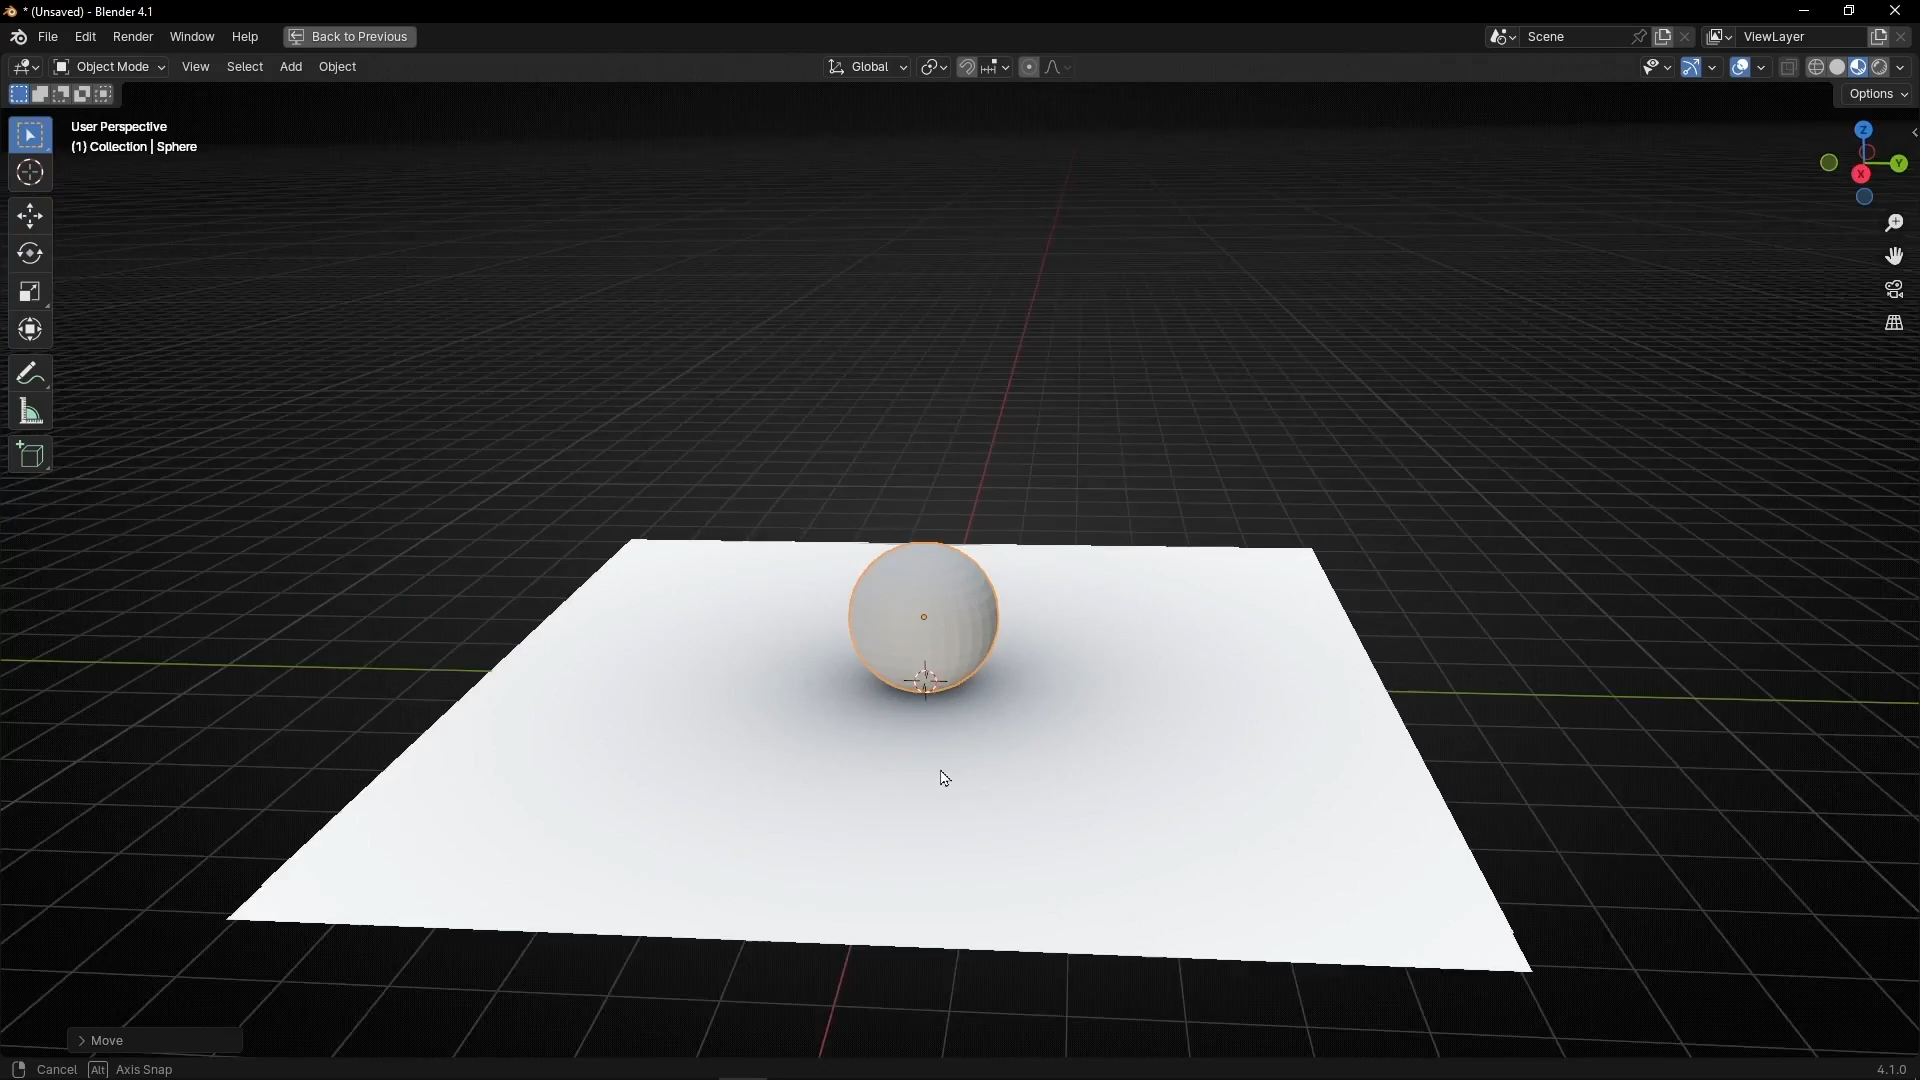 * (Unsaved) - Blender 4.1
File Edit Render Window Help Back to Previous Scene ViewLayer
Object Mode View Select Add Object Global
Options
User Perspective
(1) Collection | Sphere
Z
Y
X
Move
Cancel Alt Axis Snap 4.1.0